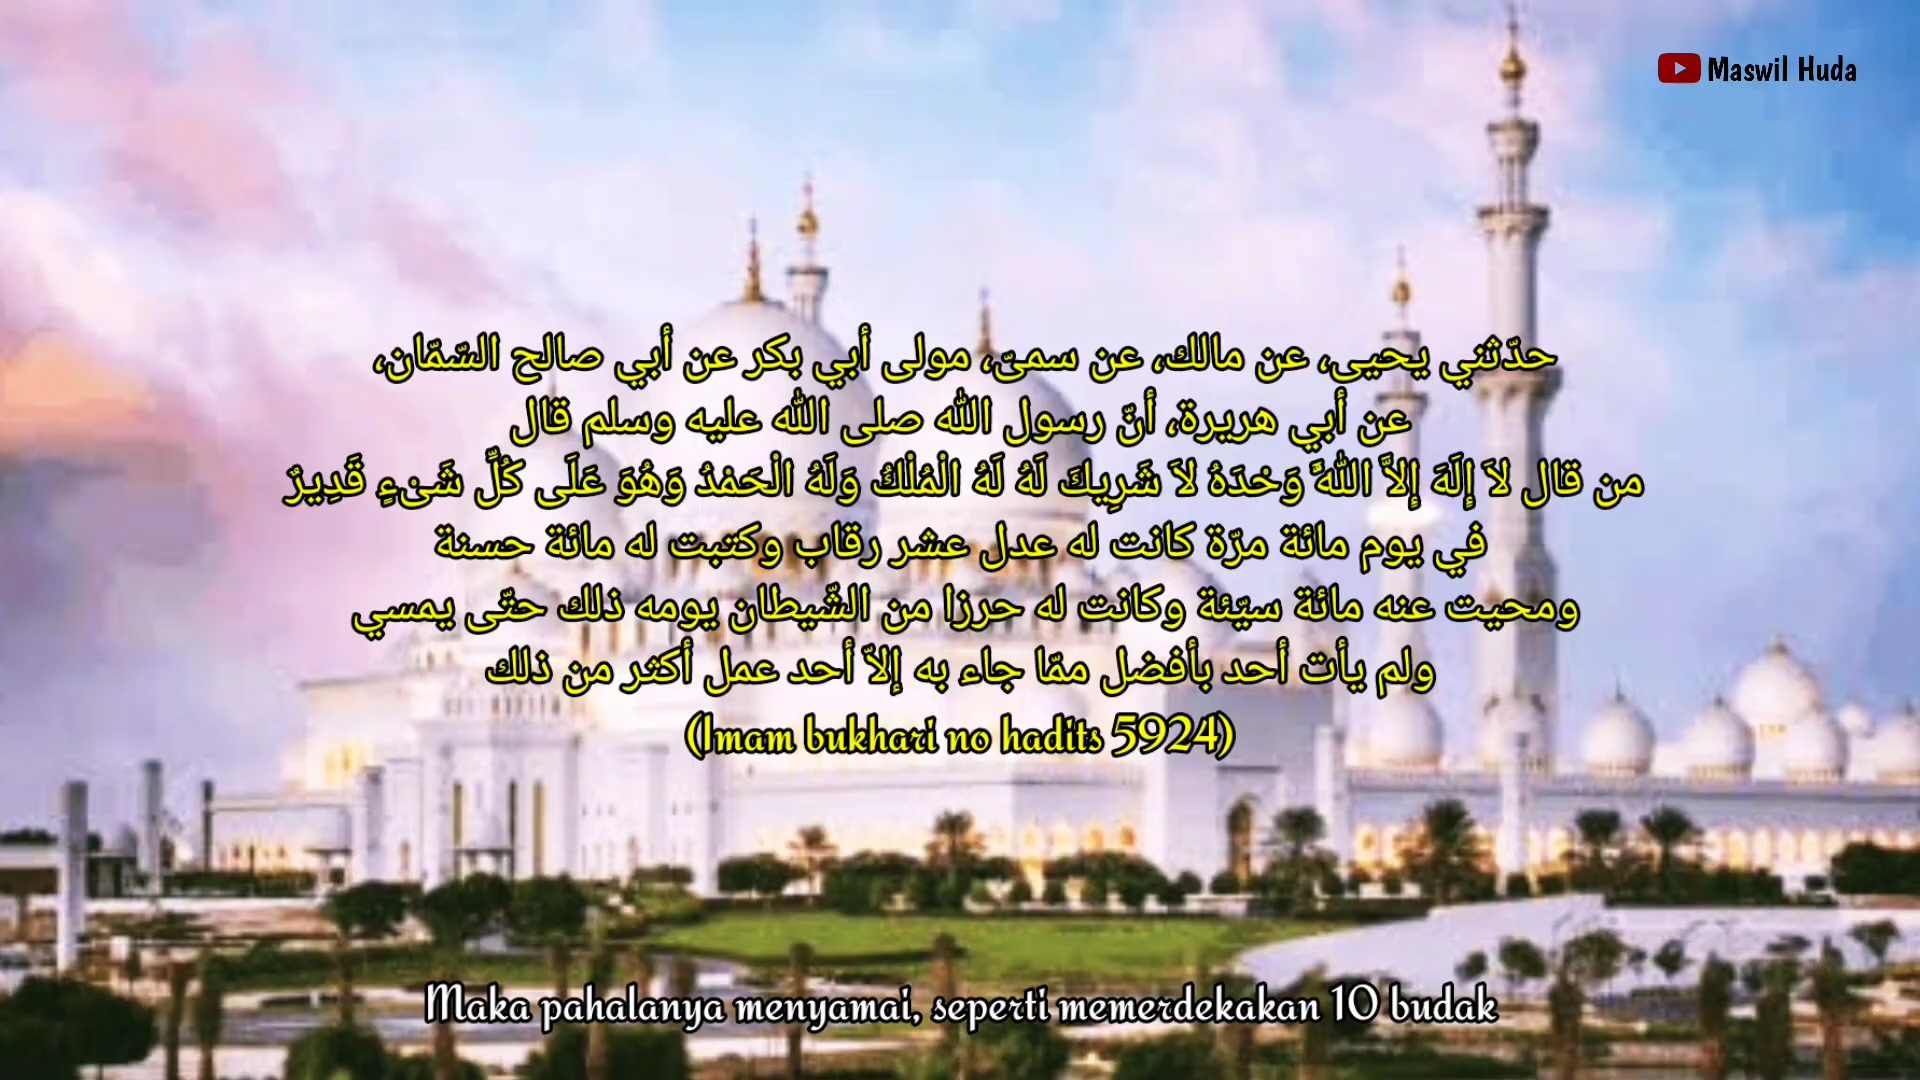 Maswil Huda
حدّثني يحيى، عن مالك، عن سمىّ، مولى أبي بكر عن أبي صالح السّمّان،
عن أبي هريرة، أنّ رسول الله صلى الله عليه وسلم قال
من قال لاَ إِلَهَ إِلاَّ اللهُ وَحْدَهُ لاَ شَرِيكَ لَهُ لَهُ الْمُلْكُ وَلَهُ الْحَمْدُ وَهُوَ عَلَى كُلِّ شَىْءٍ قَدِيرٌ
في يوم مائة مرّة كانت له عدل عشر رقاب وكتبت له مائة حسنة
ومحيت عنه مائة سيّئة وكانت له حرزا من الشّيطان يومه ذلك حتّى يمسي
ولم يأت أحد بأفضل ممّا جاء به إلاّ أحد عمل أكثر من ذلك
(Imam bukhari no hadits 5924)
Maka pahalanya menyamai, seperti memerdekakan 10 budak